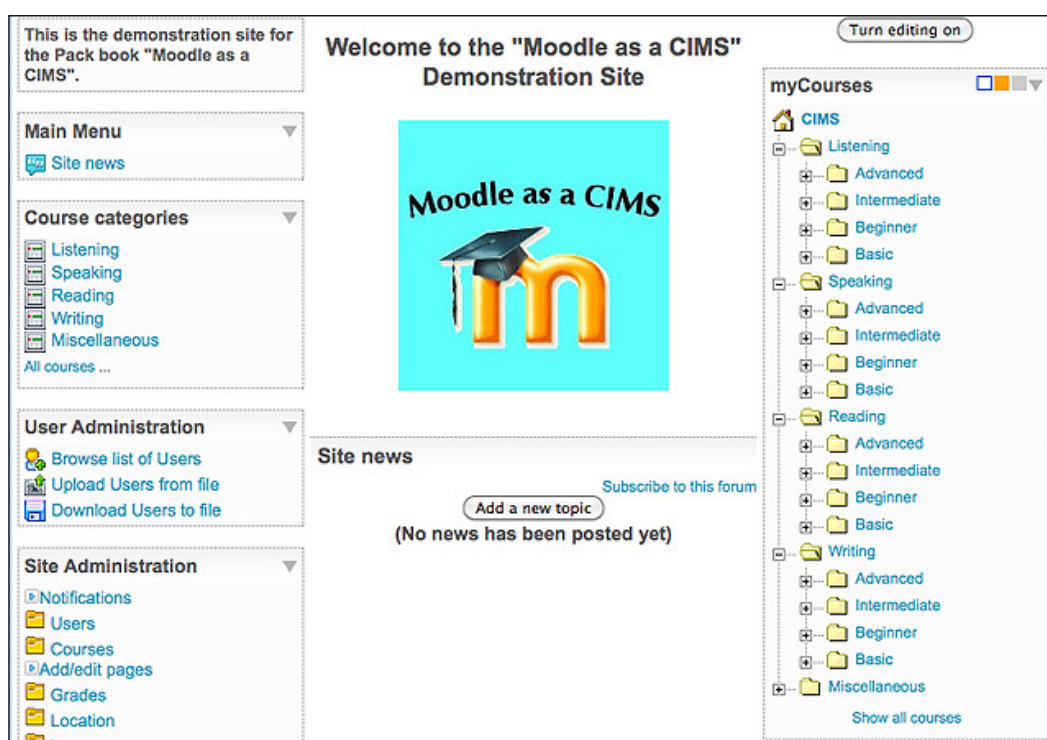 This is the demonstration site for
the Pack book "Moodle as a
CIMS".
Main Menu
Site news
Course categories
Listening
Speaking
Reading
Writing
Miscellaneous
All courses ...
User Administration
Browse list of Users
Upload Users from file
Download Users to file
Site Administration
Notifications
Users
Courses
Add/edit pages
Grades
Location
Welcome to the "Moodle as a CIMS"
Demonstration Site
Moodle as a CIMS
m
Site news
Subscribe to this forum
Add a new topic
(No news has been posted yet)
Turn editing on
myCourses
CIMS
Listening
Advanced
Intermediate
Beginner
Basic
Speaking
Advanced
Intermediate
Beginner
Basic
Reading
Advanced
Intermediate
Beginner
Basic
Writing
Advanced
Intermediate
Beginner
Basic
Miscellaneous
Show all courses